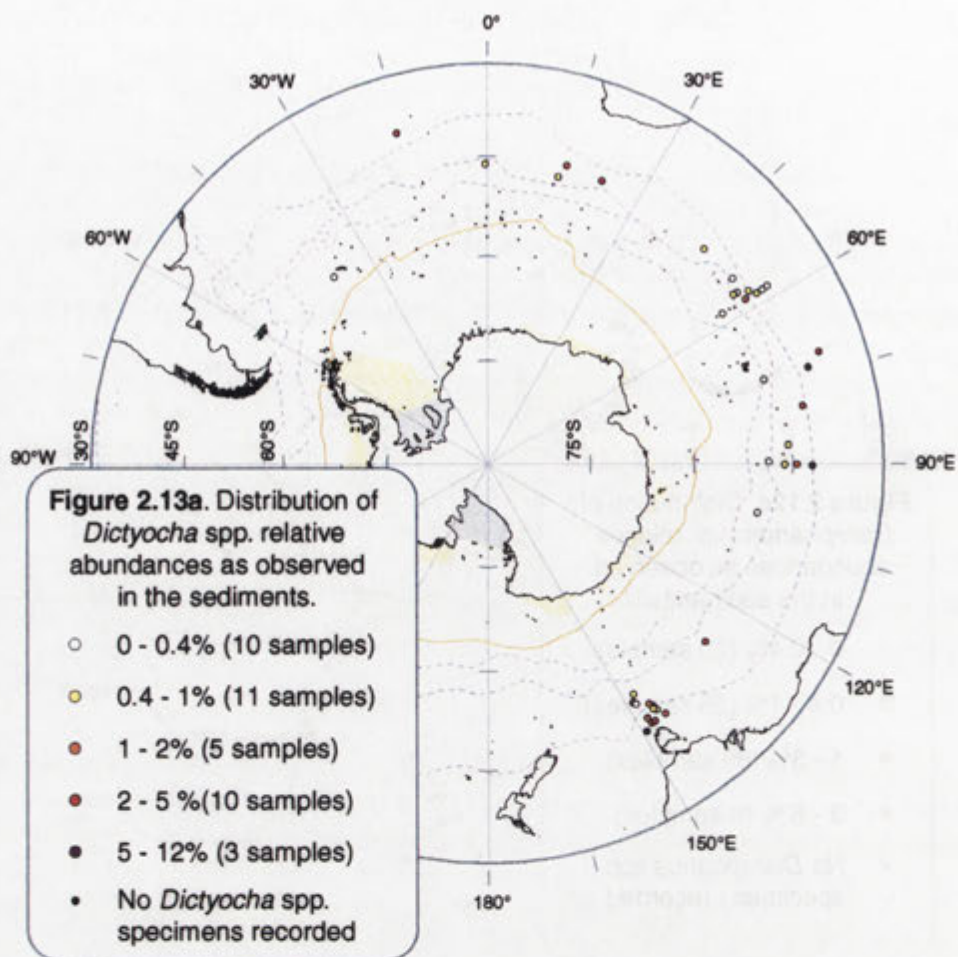 0°
30°W
30°E
60°W
60°E
90°W
30°S
45°S
60°S
75°S
90°E
120°E
150°E
180°
Figure 2.13a. Distribution of
Dictyocha spp. relative
abundances as observed
in the sediments.
0 - 0.4% (10 samples)
0.4 - 1% (11 samples)
1 - 2% (5 samples)
2 - 5 %(10 samples)
5 - 12% (3 samples)
No Dictyocha spp.
specimens recorded